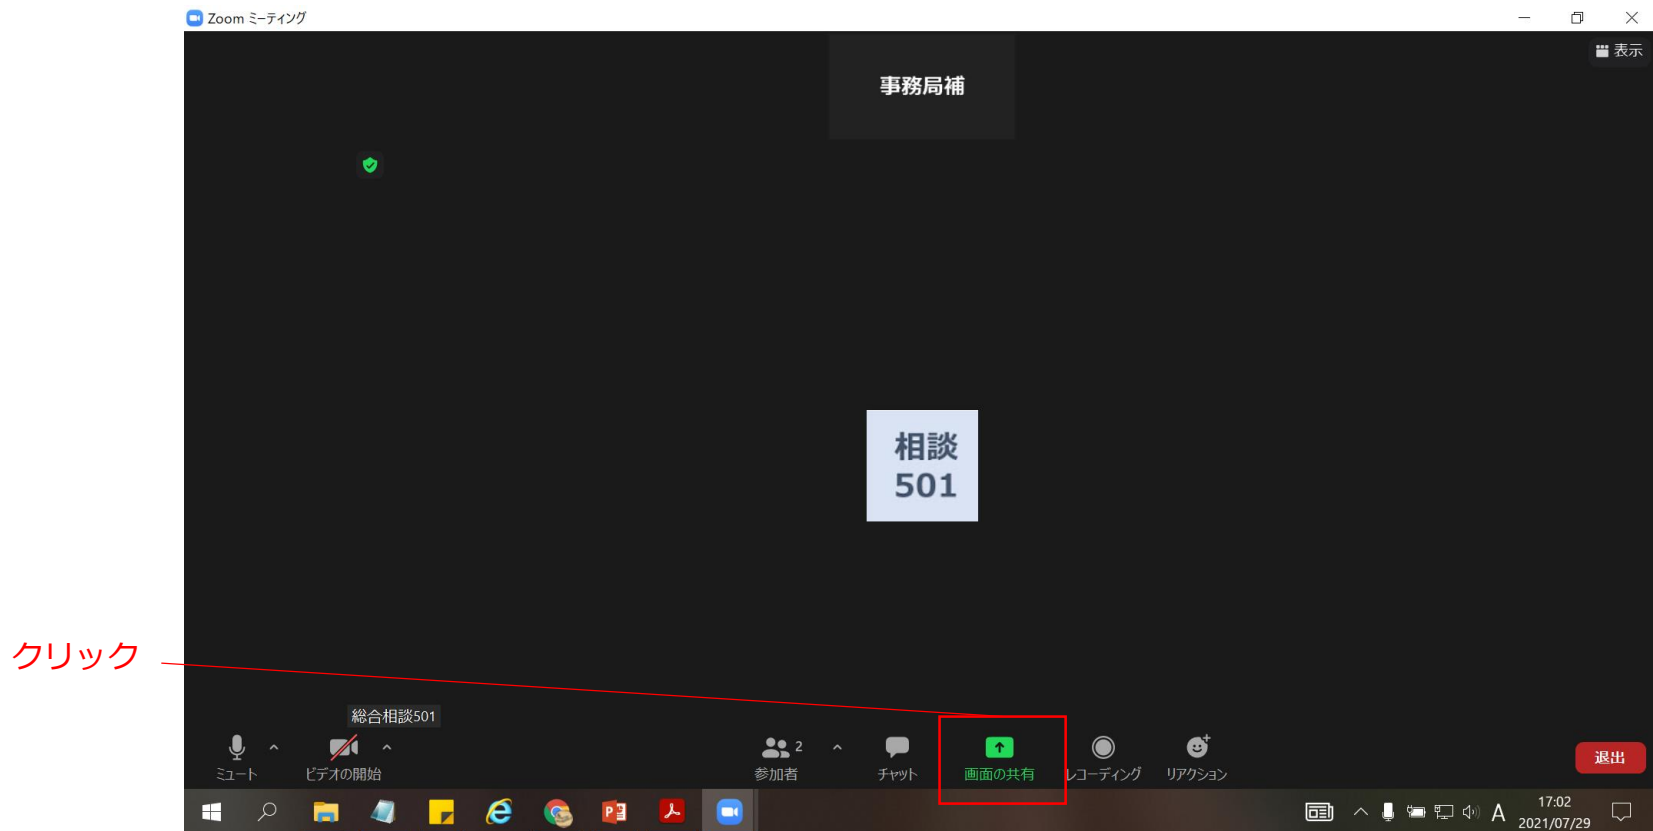 Zoom ミーティング
表示
事務局補
相談
501
クリック
総合相談501
ミュート
ビデオの開始
2
参加者
チャット
画面の共有
レコーディング
リアクション
退出
A
17:02
2021/07/29